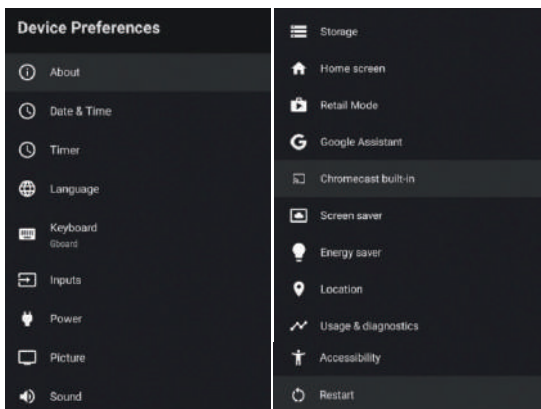 Device Preferences
About
Date & Time
Timer
Language
Keyboard
Gboard
Inputs
Power
Picture
Sound
Storage
Home screen
Retail Mode
Google Assistant
Chromecast built-in
Screen saver
Energy saver
Location
Usage & diagnostics
Accessibility
Restart